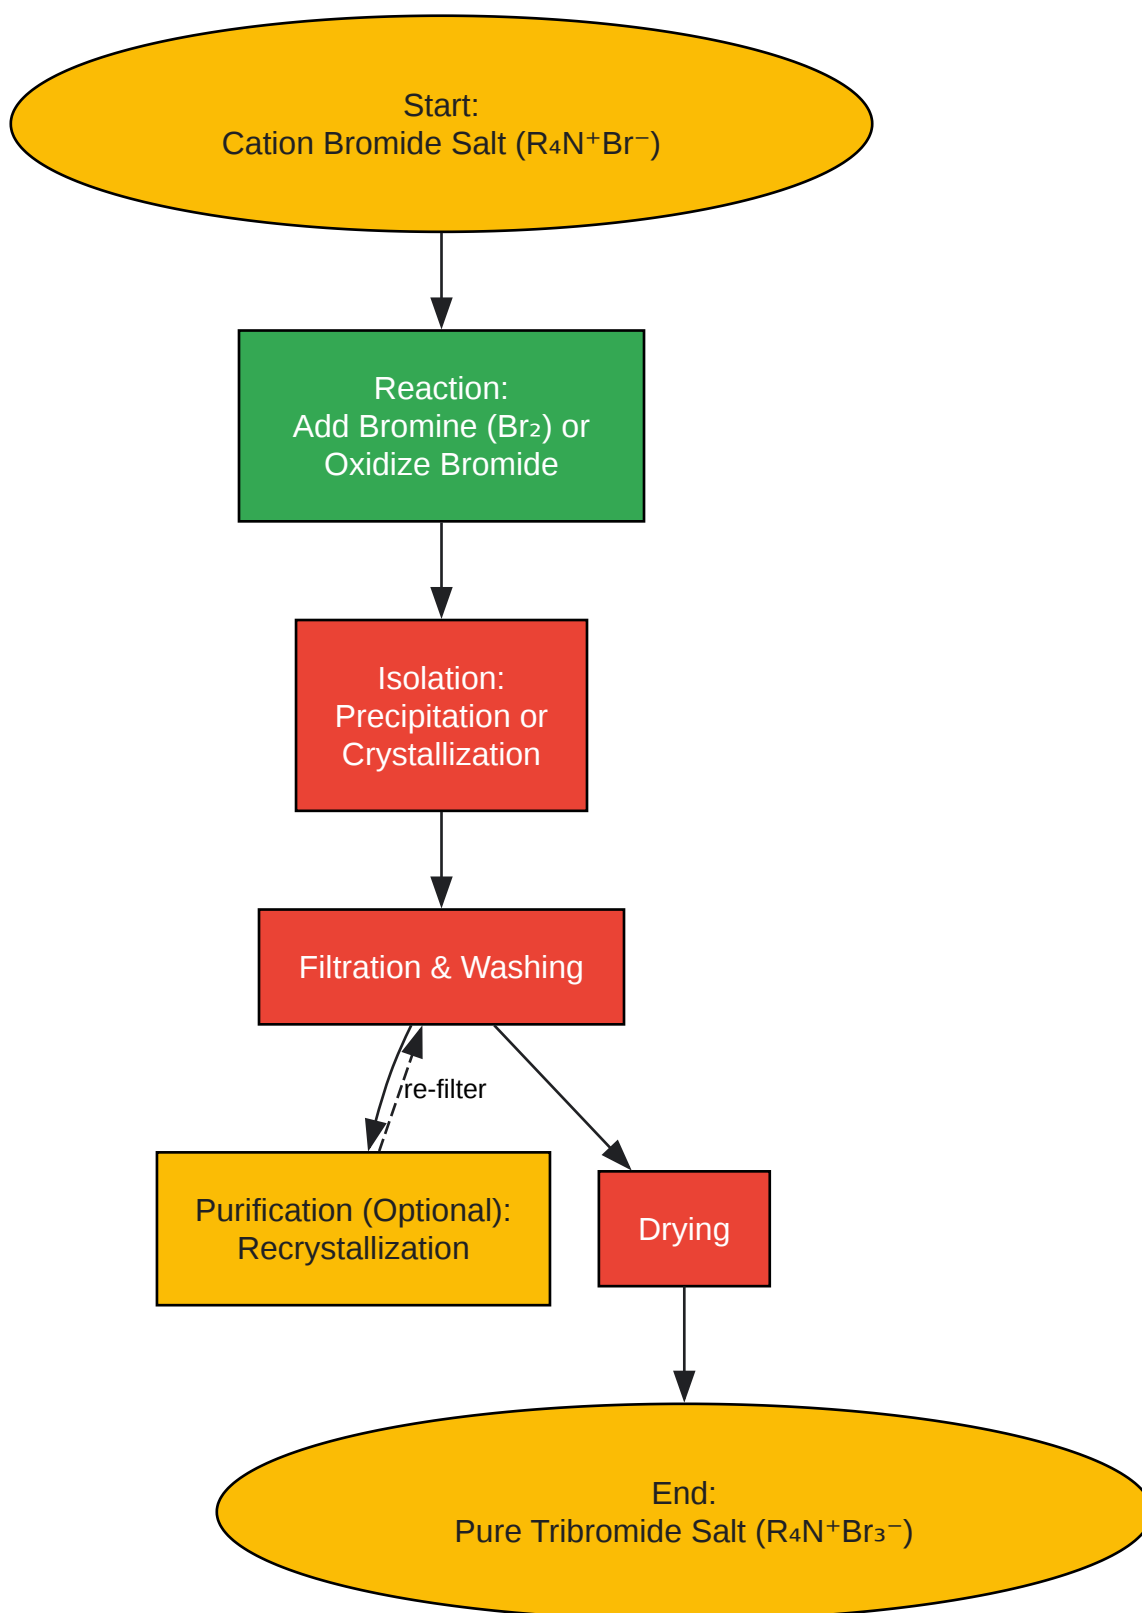 Start:
Cation Bromide Salt (R₄N⁺Br⁻)
Reaction:
Add Bromine (Br₂) or
Oxidize Bromide
Isolation:
Precipitation or
Crystallization
Filtration & Washing
re-filter
Purification (Optional):
Recrystallization
Drying
End:
Pure Tribromide Salt (R₄N⁺Br₃⁻)